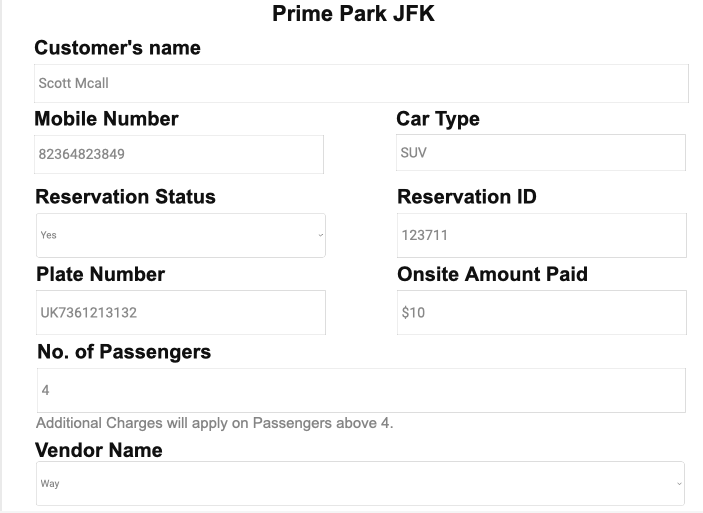 Prime Park JFK
Customer's name
Scott Mcall
Mobile Number
Car Type
82364823849
SUV
Reservation Status
Reservation ID
Yes
123711
Plate Number
Onsite Amount Paid
UK7361213132
$10
No. of Passengers
4
Additional Charges will apply on Passengers above 4.
Vendor Name
Way